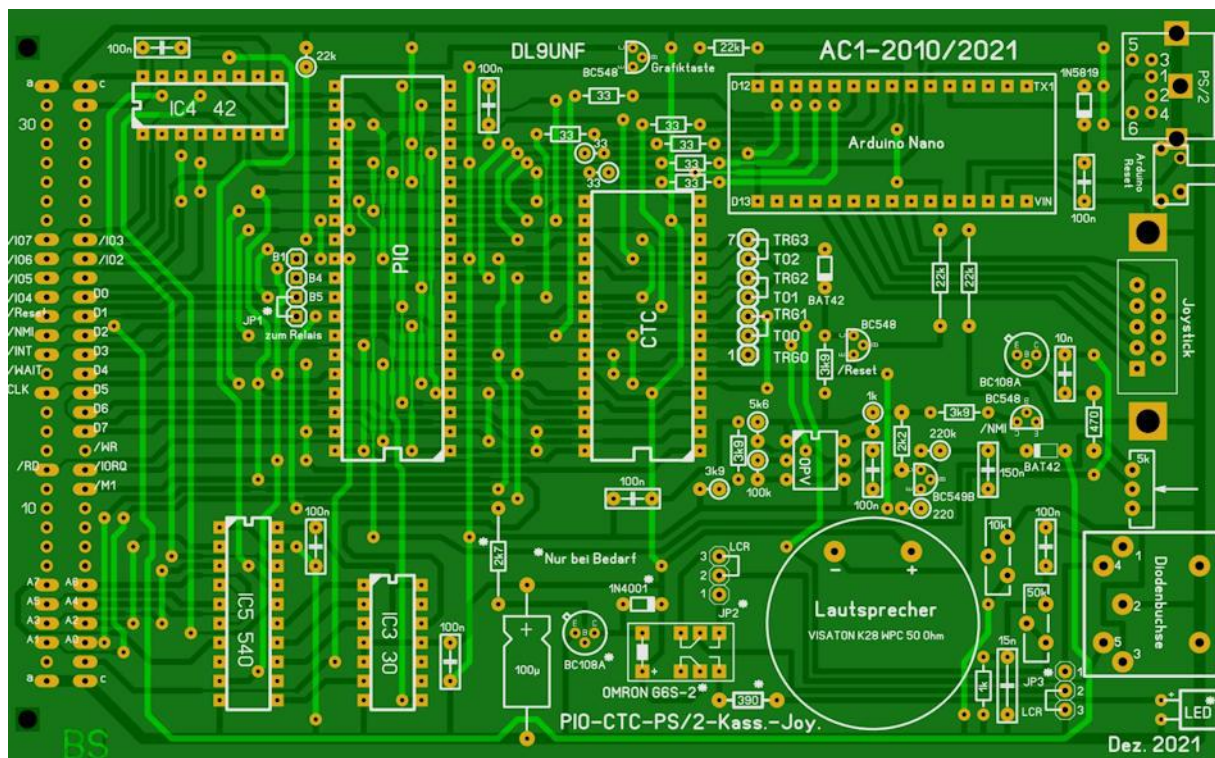 DL9UNF
AC1-2010/2021
100n
22k
IC4 42
a
c
30
100n
BC548
C
B
E
Grafiktaste
22k
33
33
33
33
33
33
33
33
D12
TX1
Arduino Nano
D13
VIN
1N5819
100n
5
3
1
2
4
6
PS/2
Arduino
Reset
/IO7
/IO3
/IO6
/IO2
/IO5
/IO4
D0
/Reset
D1
/NMI
D2
/INT
D3
/WAIT
D4
CLK
D5
D6
D7
/WR
/RD
/IORQ
/M1
10
A7
A6
A5
A4
A3
A2
A1
A0
a
c
B1
B4
B5
JP1*
zum Relais
PIO
CTC
7
TRG3
TO2
TRG2
TO1
TRG1
TO0
1
TRG0
BAT42
22k
22k
BC548
3k9
/Reset
Joystick
BC108A
E
C
B
10n
BC548
B
C
E
/NMI
470
BAT42
5k6
3k9
100k
3k9
OPV
1k
100n
2k2
3k9
220k
BC549B
220
150n
5k
100n
IC5 540
100n
IC3 30
100n
*
2k7
*Nur bei Bedarf
100µ
+
1N4001*
E
C
B
BC108A*
OMRON G6S-2*
+
390
*
LCR
3
2
1
JP2*
-
+
Lautsprecher
VISATON K28 WPC 50 Ohm
10k
100n
50k
15n
1k
JP3*
1
2
3
LCR
Diodenbuchse
1
4
2
5
3
+
LED
*
PIO-CTC-PS/2-Kass.-Joy.
BS
Dez. 2021